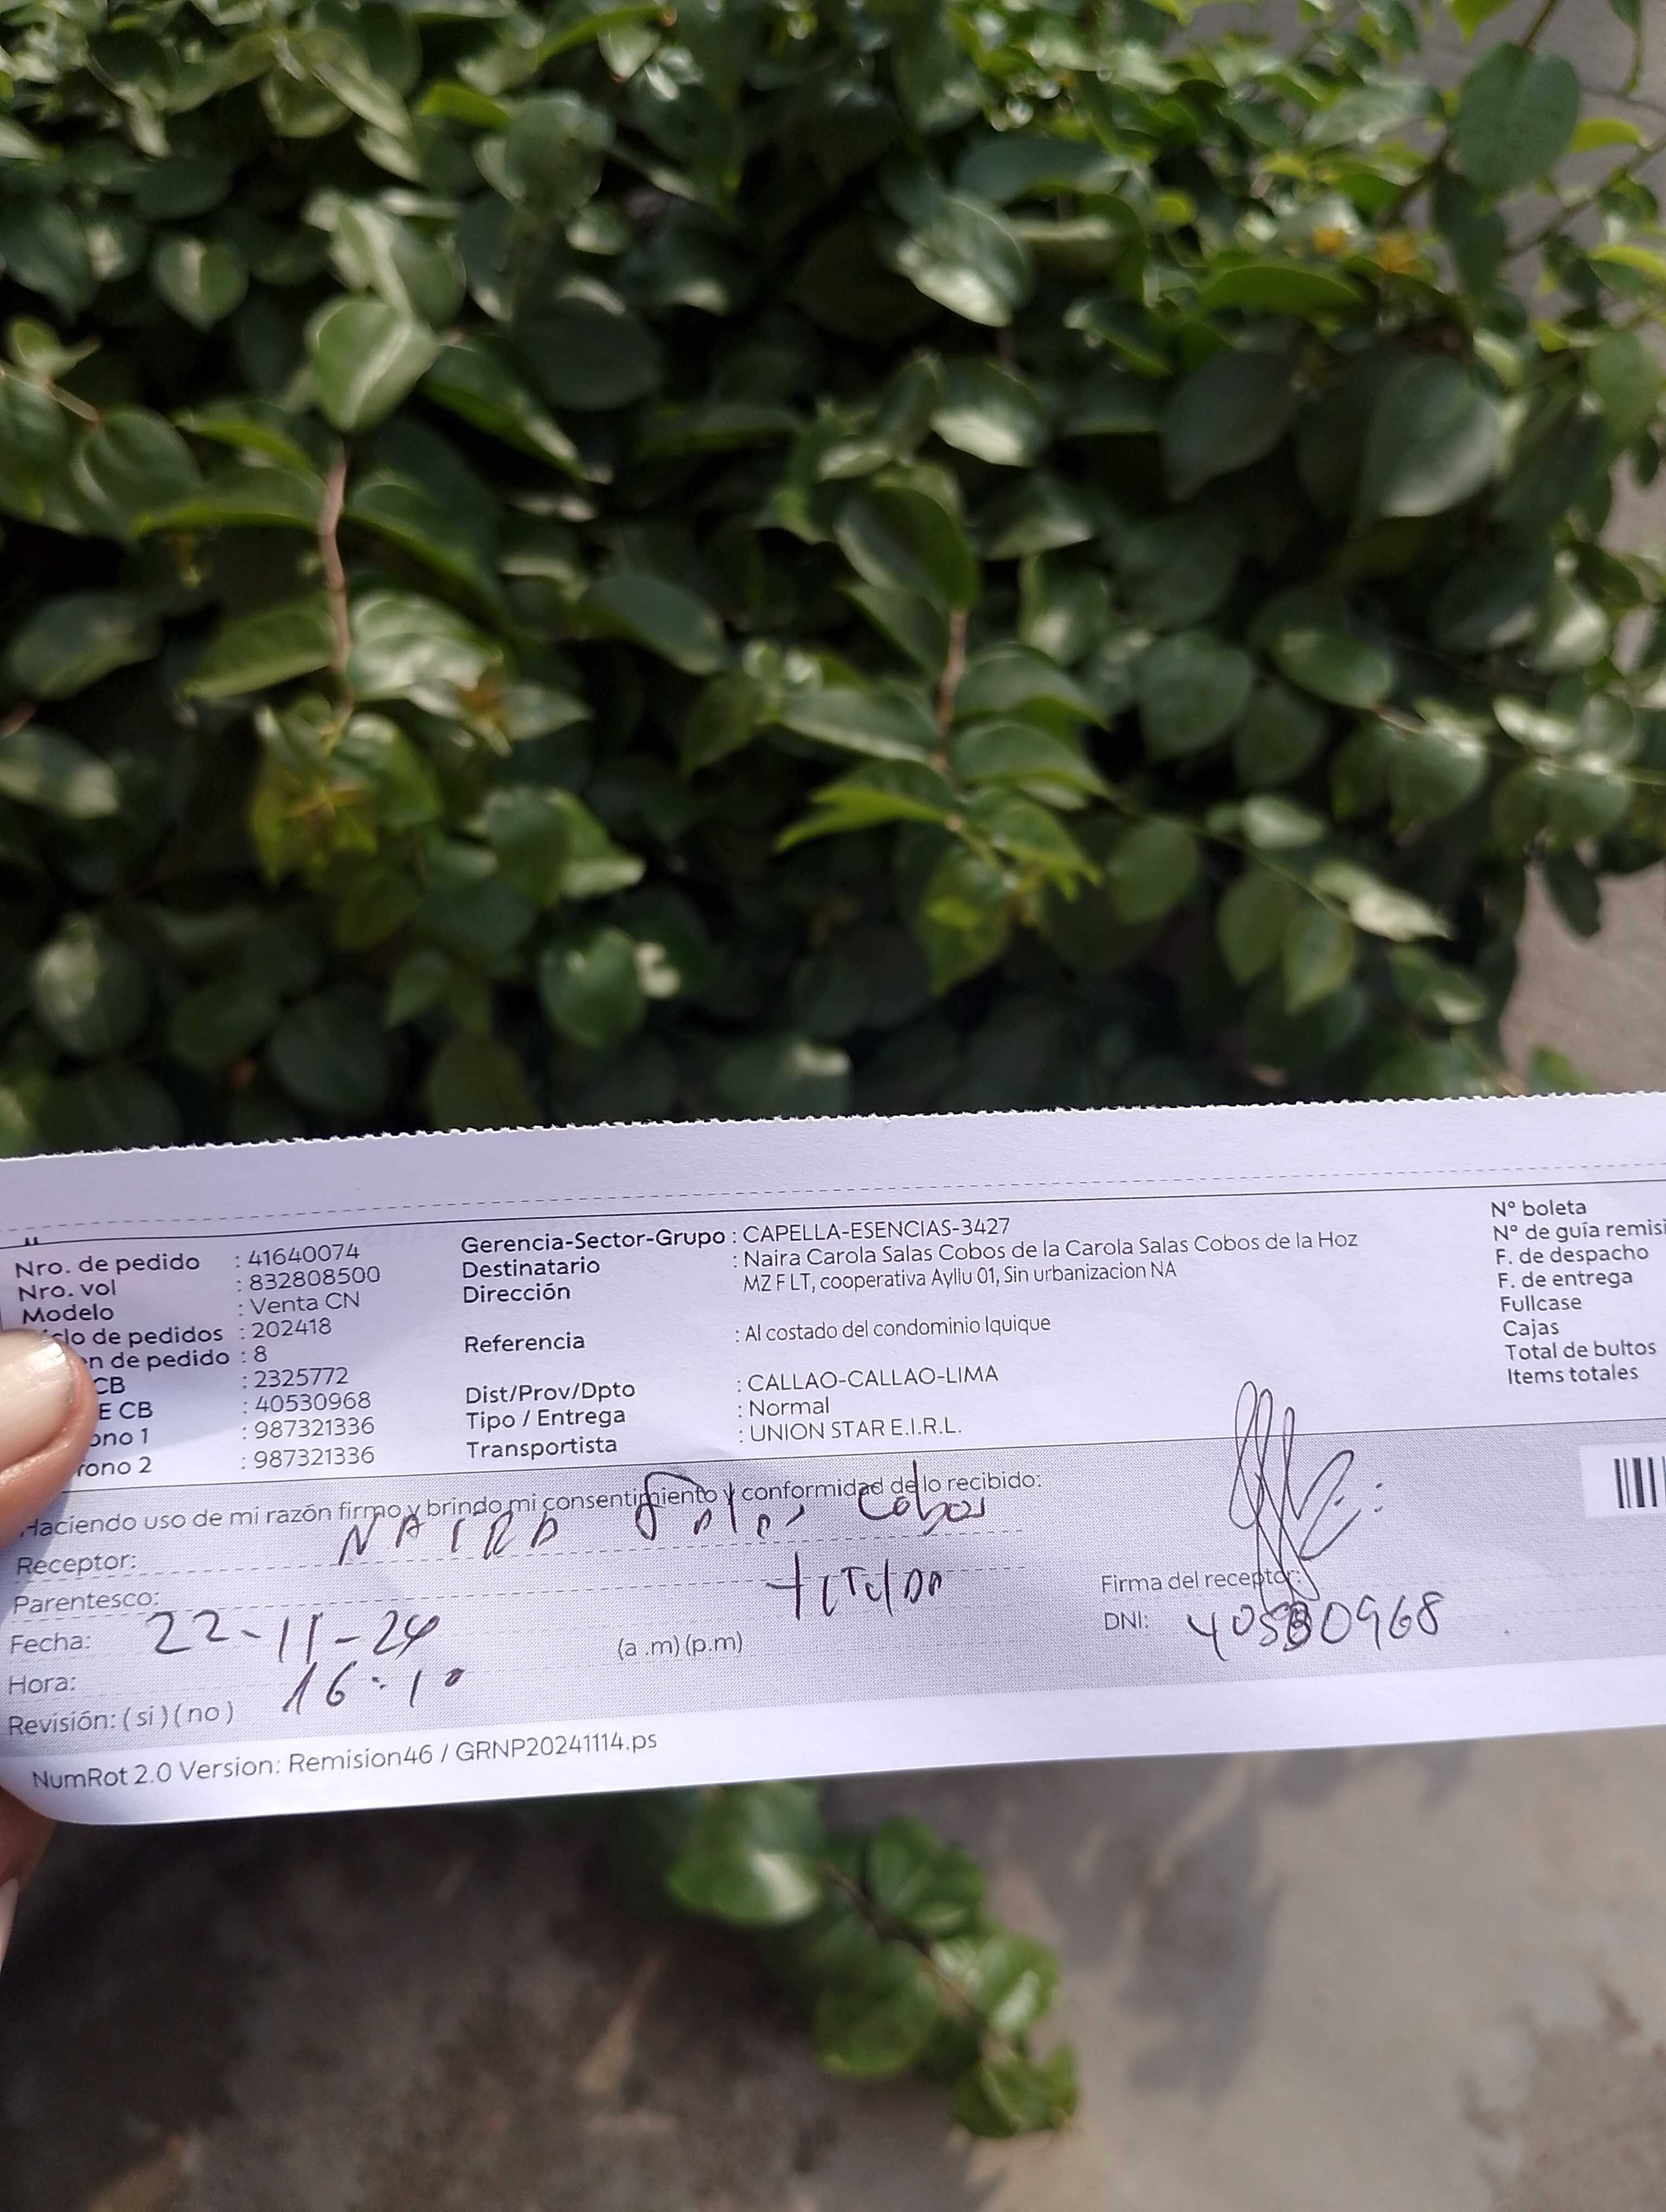 Nro. de pedido : 41640074
Nro. vol : 832808500
Modelo : Venta CN
clo de pedidos : 202418
n de pedido : 8
CB : 2325772
E CB : 40530968
ono 1 : 987321336
ono 2 : 987321336
Gerencia-Sector-Grupo : CAPELLA-ESENCIAS-3427
Destinatario : Naira Carola Salas Cobos de la Carola Salas Cobos de la Hoz
Dirección MZ F LT, cooperativa Ayllu 01, Sin urbanizacion NA
Referencia : Al costado del condominio Iquique
Dist/Prov/Dpto : CALLAO-CALLAO-LIMA
Tipo / Entrega : Normal
Transportista : UNION STAR E.I.R.L.
Nº boleta
Nº de guía remisi
F. de despacho
F. de entrega
Fullcase
Cajas
Total de bultos
Items totales
Haciendo uso de mi razón firmo y brindo mi consentimiento y conformidad de lo recibido:
Receptor: NAIRA Salas Cobos
Parentesco: titular
Fecha: 22-11-24
Hora: 16:10 (a .m) (p.m)
Revisión: ( si ) ( no )
Firma del receptor:
DNI: 40530968
NumRot 2.0 Version: Remision46 / GRNP20241114.ps